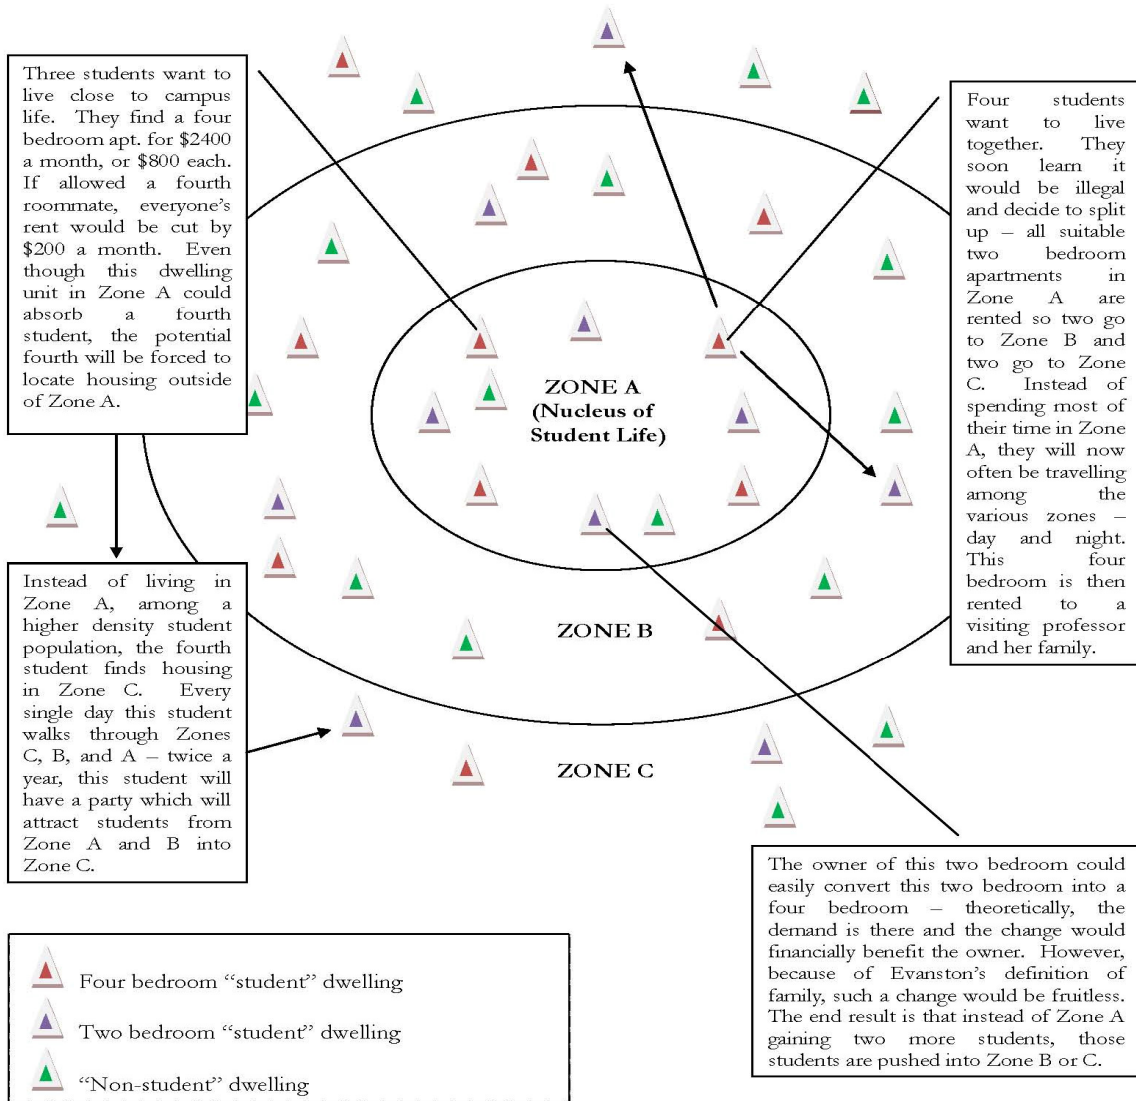 Three students want to
live close to campus
life. They find a four
bedroom apt. for $2400
a month, or $800 each.
If allowed a fourth
roommate, everyone's
rent would be cut by
$200 a month. Even
though this dwelling
unit in Zone A could
absorb a fourth
student, the potential
fourth will be forced to
locate housing outside
of Zone A.
Four students
want to live
together. They
soon learn it
would be illegal
and decide to split
up – all suitable
two bedroom
apartments in
Zone A are
rented so two go
to Zone B and
two go to Zone
C. Instead of
spending most of
their time in Zone
A, they will now
often be travelling
among the
various zones –
day and night.
This four
bedroom is then
rented to a
visiting professor
and her family.
ZONE A
(Nucleus of
Student Life)
Instead of living in
Zone A, among a
higher density student
population, the fourth
student finds housing
in Zone C. Every
single day this student
walks through Zones
C, B, and A – twice a
year, this student will
have a party which will
attract students from
Zone A and B into
Zone C.
ZONE B
ZONE C
The owner of this two bedroom could
easily convert this two bedroom into a
four bedroom – theoretically, the
demand is there and the change would
financially benefit the owner. However,
because of Evanston's definition of
family, such a change would be fruitless.
The end result is that instead of Zone A
gaining two more students, those
students are pushed into Zone B or C.
Four bedroom "student" dwelling
Two bedroom "student" dwelling
"Non-student" dwelling